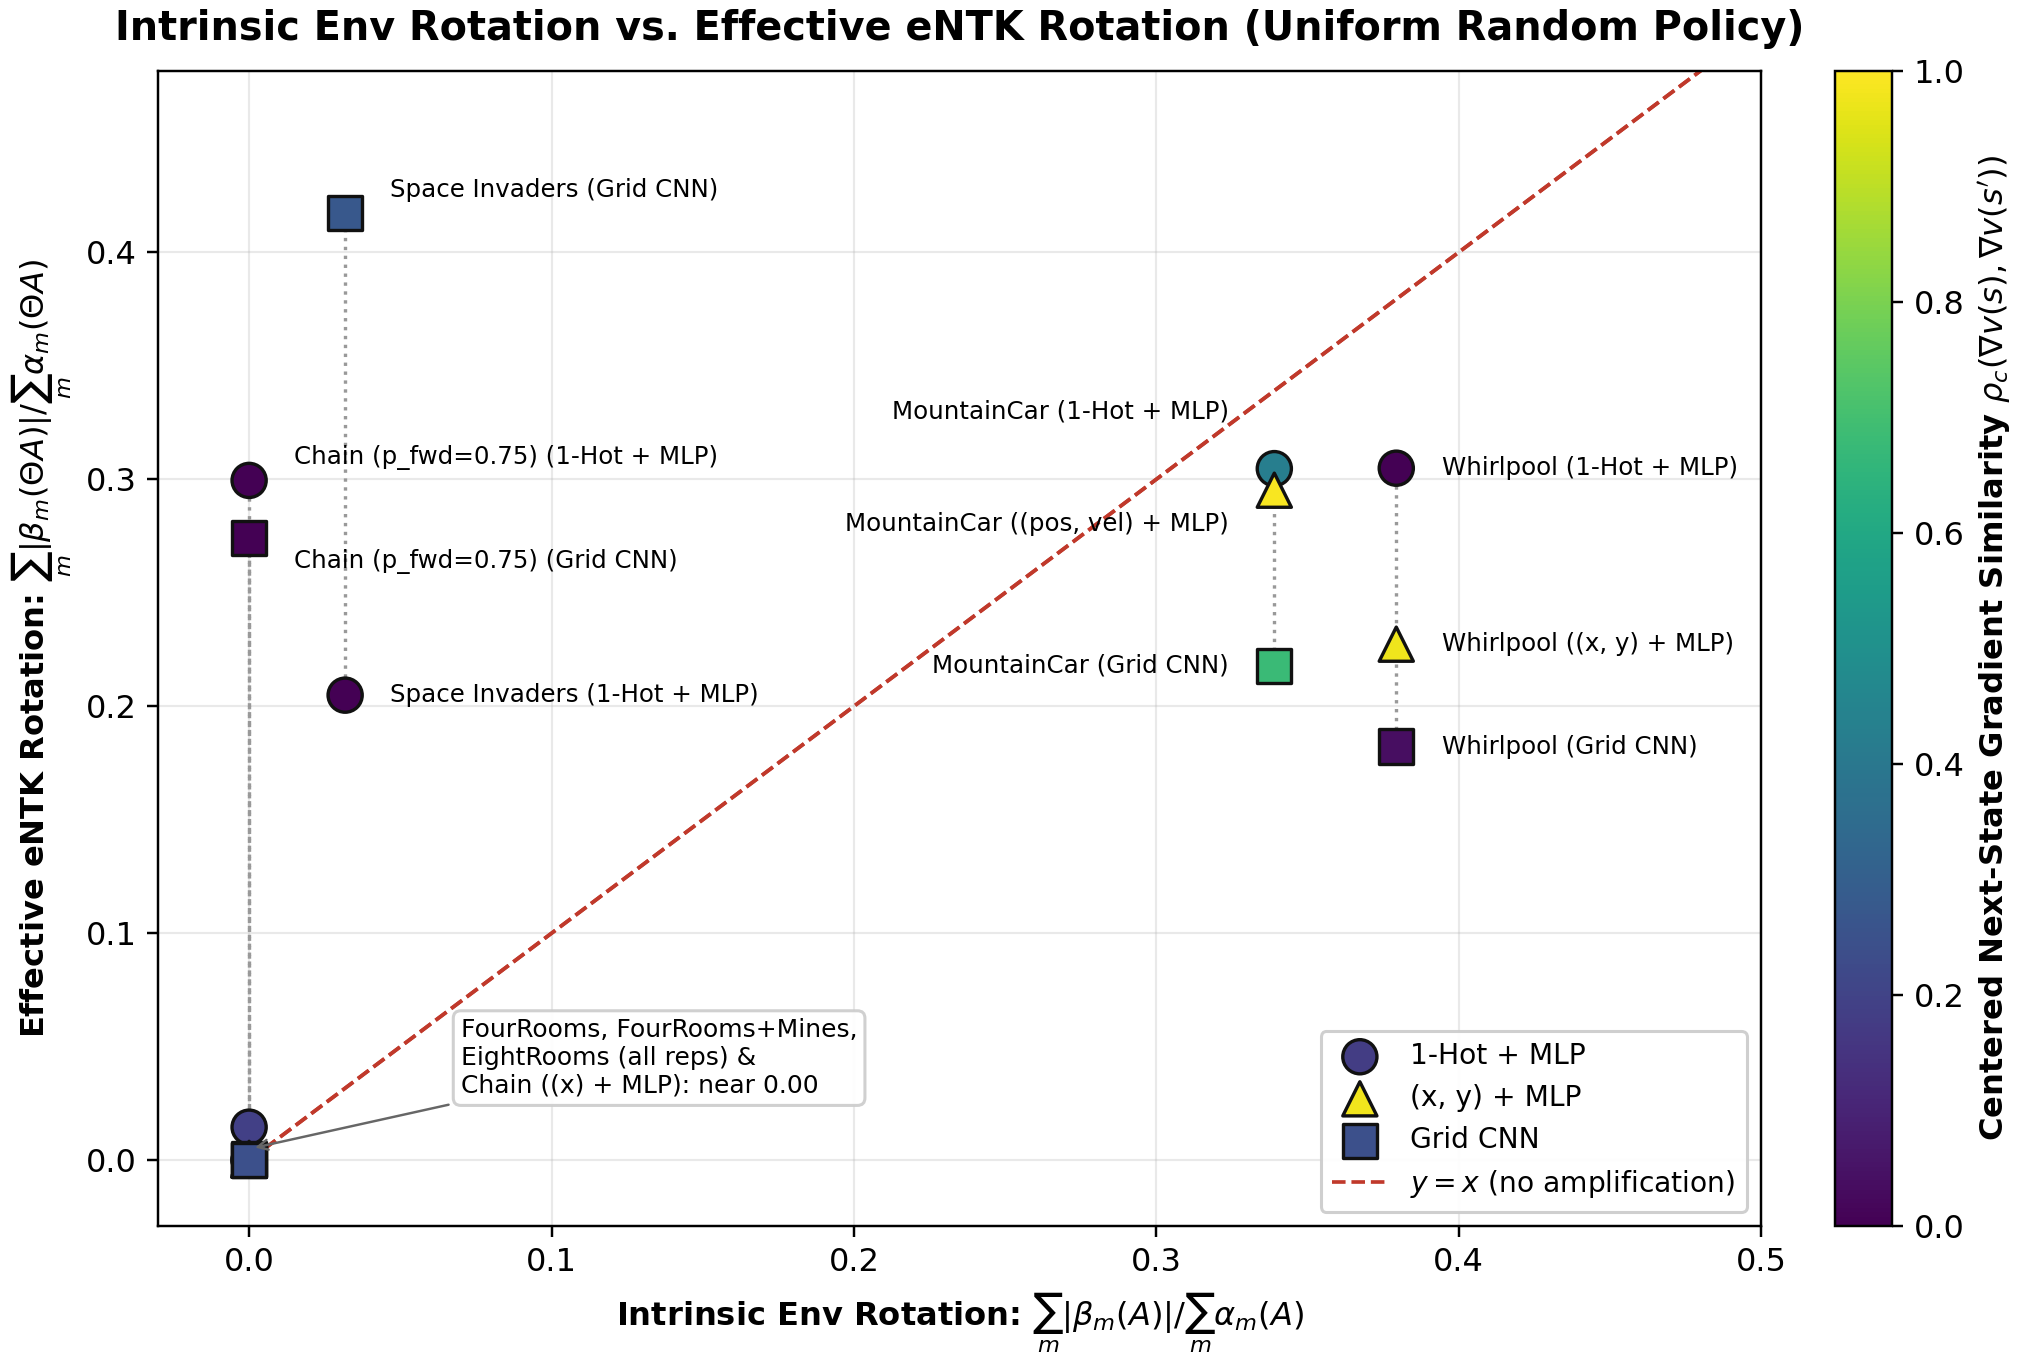 Intrinsic Env Rotation vs. Effective eNTK Rotation (Uniform Random Policy)
Effective eNTK Rotation: ∑|β_m(ΘA)|/∑α_m(ΘA)
m
m
0.4
0.3
0.2
0.1
0.0
Space Invaders (Grid CNN)
Chain (p_fwd=0.75) (1-Hot + MLP)
Chain (p_fwd=0.75) (Grid CNN)
Space Invaders (1-Hot + MLP)
MountainCar (1-Hot + MLP)
MountainCar ((pos, vel) + MLP)
MountainCar (Grid CNN)
Whirlpool (1-Hot + MLP)
Whirlpool ((x, y) + MLP)
Whirlpool (Grid CNN)
FourRooms, FourRooms+Mines,
EightRooms (all reps) &
Chain ((x) + MLP): near 0.00
1-Hot + MLP
(x, y) + MLP
Grid CNN
y = x (no amplification)
0.0
0.1
0.2
0.3
0.4
0.5
Intrinsic Env Rotation: ∑|β_m(A)|/∑α_m(A)
m
m
1.0
0.8
0.6
0.4
0.2
0.0
Centered Next-State Gradient Similarity ρ_c(∇v(s), ∇v(s′))